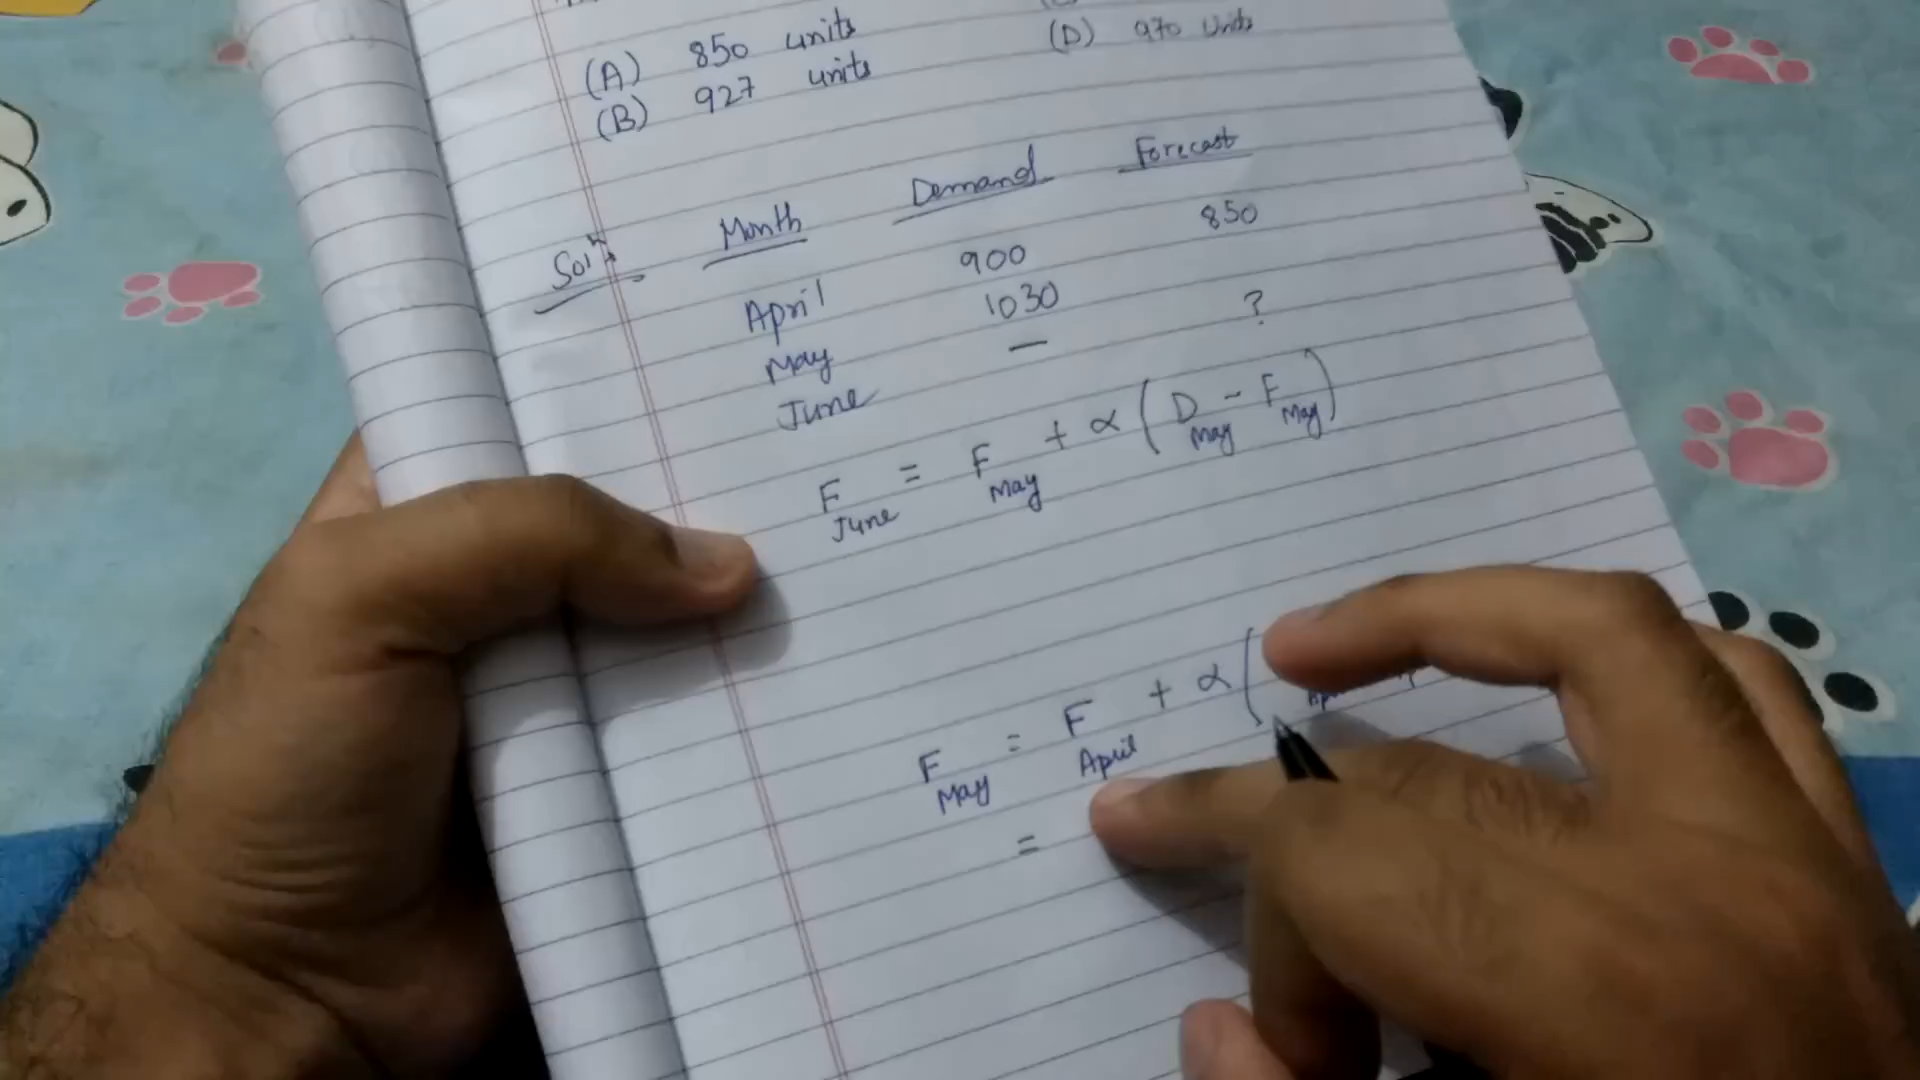 (A) 850 units
(D) 970 units
(B) 927 units
Solⁿ
Month Demand Forecast
April 900 850
May 1030
June — ?
F June = F May + α ( D May - F May )
F May = F April + α (
=